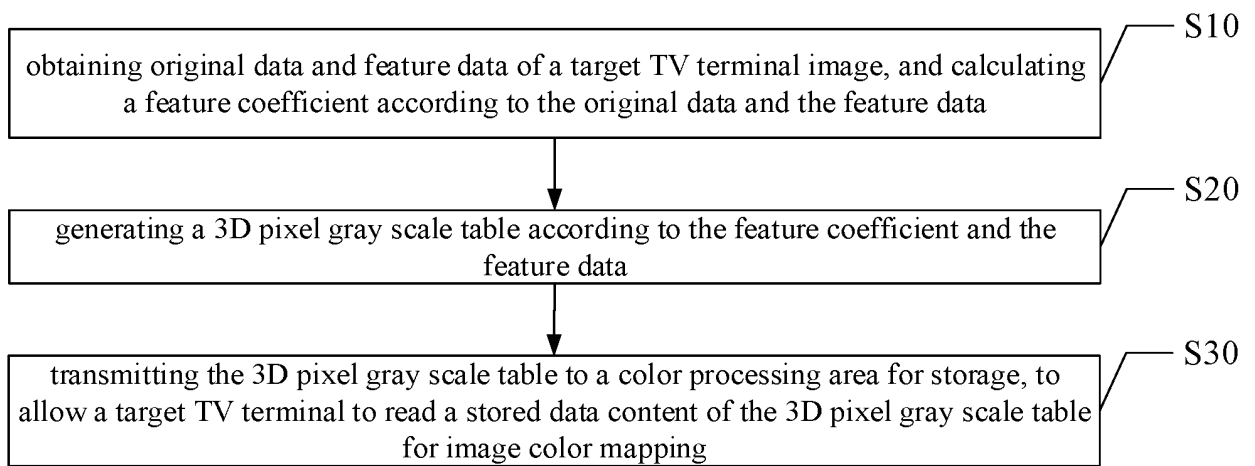 S10
obtaining original data and feature data of a target TV terminal image, and calculating
a feature coefficient according to the original data and the feature data
S20
generating a 3D pixel gray scale table according to the feature coefficient and the
feature data
S30
transmitting the 3D pixel gray scale table to a color processing area for storage, to
allow a target TV terminal to read a stored data content of the 3D pixel gray scale table
for image color mapping